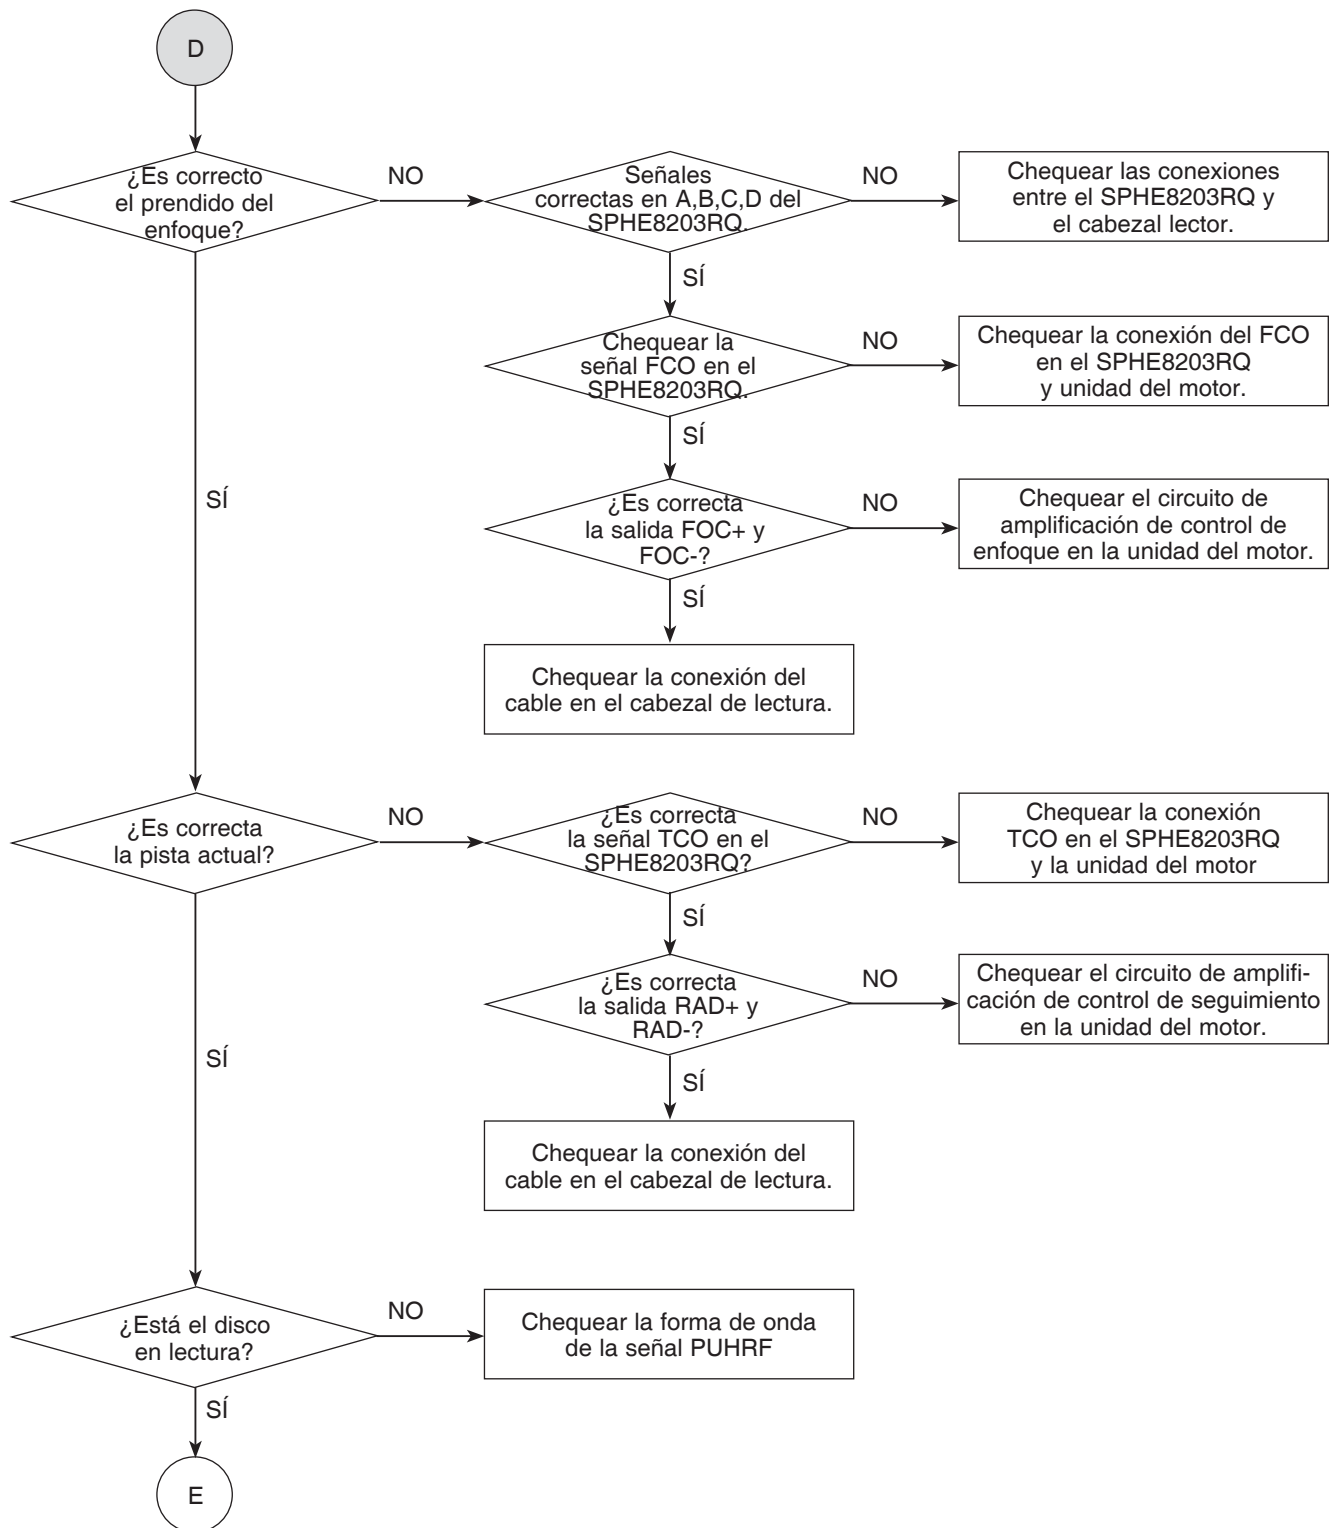 D
¿Es correcto
el prendido del
enfoque?
NO
Señales
correctas en A,B,C,D del
SPHE8203RQ.
NO
Chequear las conexiones
entre el SPHE8203RQ y
el cabezal lector.
SÍ
Chequear la
señal FCO en el
SPHE8203RQ.
NO
Chequear la conexión del FCO
en el SPHE8203RQ
y unidad del motor.
SÍ
SÍ
¿Es correcta
la salida FOC+ y
FOC-?
NO
Chequear el circuito de
amplificación de control de
enfoque en la unidad del motor.
SÍ
Chequear la conexión del
cable en el cabezal de lectura.
¿Es correcta
la pista actual?
NO
¿Es correcta
la señal TCO en el
SPHE8203RQ?
NO
Chequear la conexión
TCO en el SPHE8203RQ
y la unidad del motor
SÍ
SÍ
¿Es correcta
la salida RAD+ y
RAD-?
NO
Chequear el circuito de amplifi-
cación de control de seguimiento
en la unidad del motor.
SÍ
Chequear la conexión del
cable en el cabezal de lectura.
¿Está el disco
en lectura?
NO
Chequear la forma de onda
de la señal PUHRF
SÍ
E